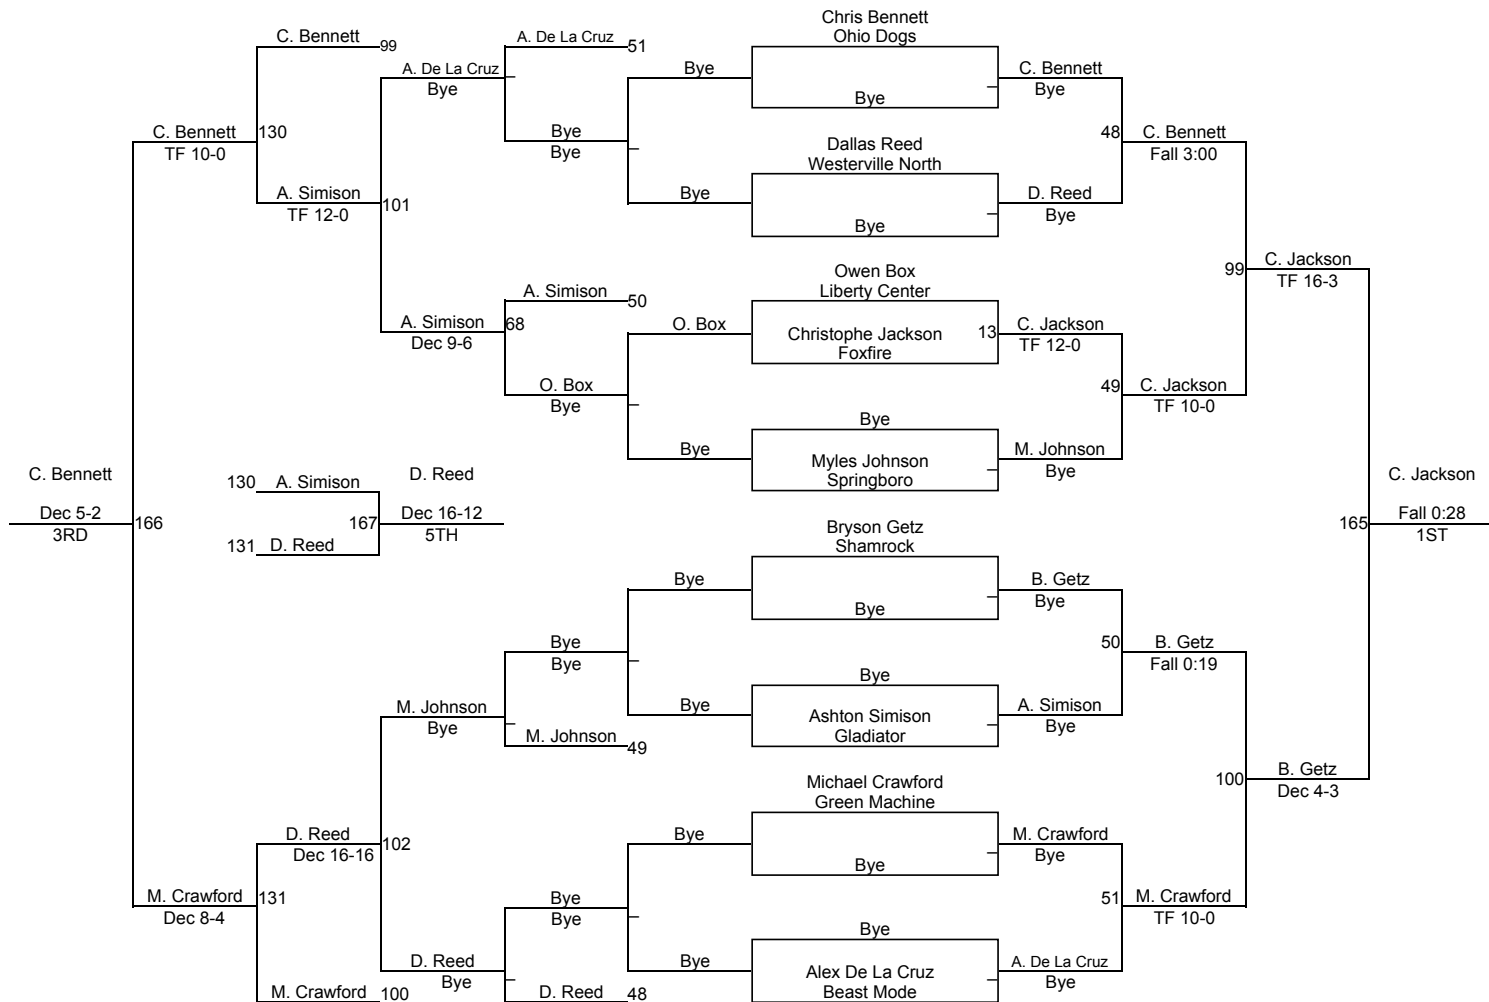 C. Bennett
99
A. De La Cruz
51
Chris Bennett
Ohio Dogs
A. De La Cruz
Bye
Bye
Bye
C. Bennett
Bye
C. Bennett
TF 10-0
130
Bye
Bye
48
C. Bennett
Fall 3:00
Dallas Reed
Westerville North
A. Simison
TF 12-0
101
Bye
Bye
D. Reed
Bye
Owen Box
Liberty Center
99
C. Jackson
TF 16-3
A. Simison
50
A. Simison
Dec 9-6
68
O. Box
Christophe Jackson
Foxfire
13
C. Jackson
TF 12-0
O. Box
Bye
49
C. Jackson
TF 10-0
Bye
Bye
Myles Johnson
Springboro
M. Johnson
Bye
C. Bennett
130
A. Simison
D. Reed
C. Jackson
Dec 5-2
3RD
166
167
Dec 16-12
5TH
165
Fall 0:28
1ST
131
D. Reed
Bryson Getz
Shamrock
Bye
Bye
B. Getz
Bye
Bye
Bye
50
B. Getz
Fall 0:19
Bye
M. Johnson
Bye
Bye
Ashton Simison
Gladiator
A. Simison
Bye
M. Johnson
49
100
B. Getz
Dec 4-3
Michael Crawford
Green Machine
D. Reed
Dec 16-16
102
Bye
Bye
M. Crawford
Bye
M. Crawford
Dec 8-4
131
Bye
Bye
51
M. Crawford
TF 10-0
Bye
D. Reed
Bye
Bye
Alex De La Cruz
Beast Mode
A. De La Cruz
Bye
M. Crawford
100
D. Reed
48